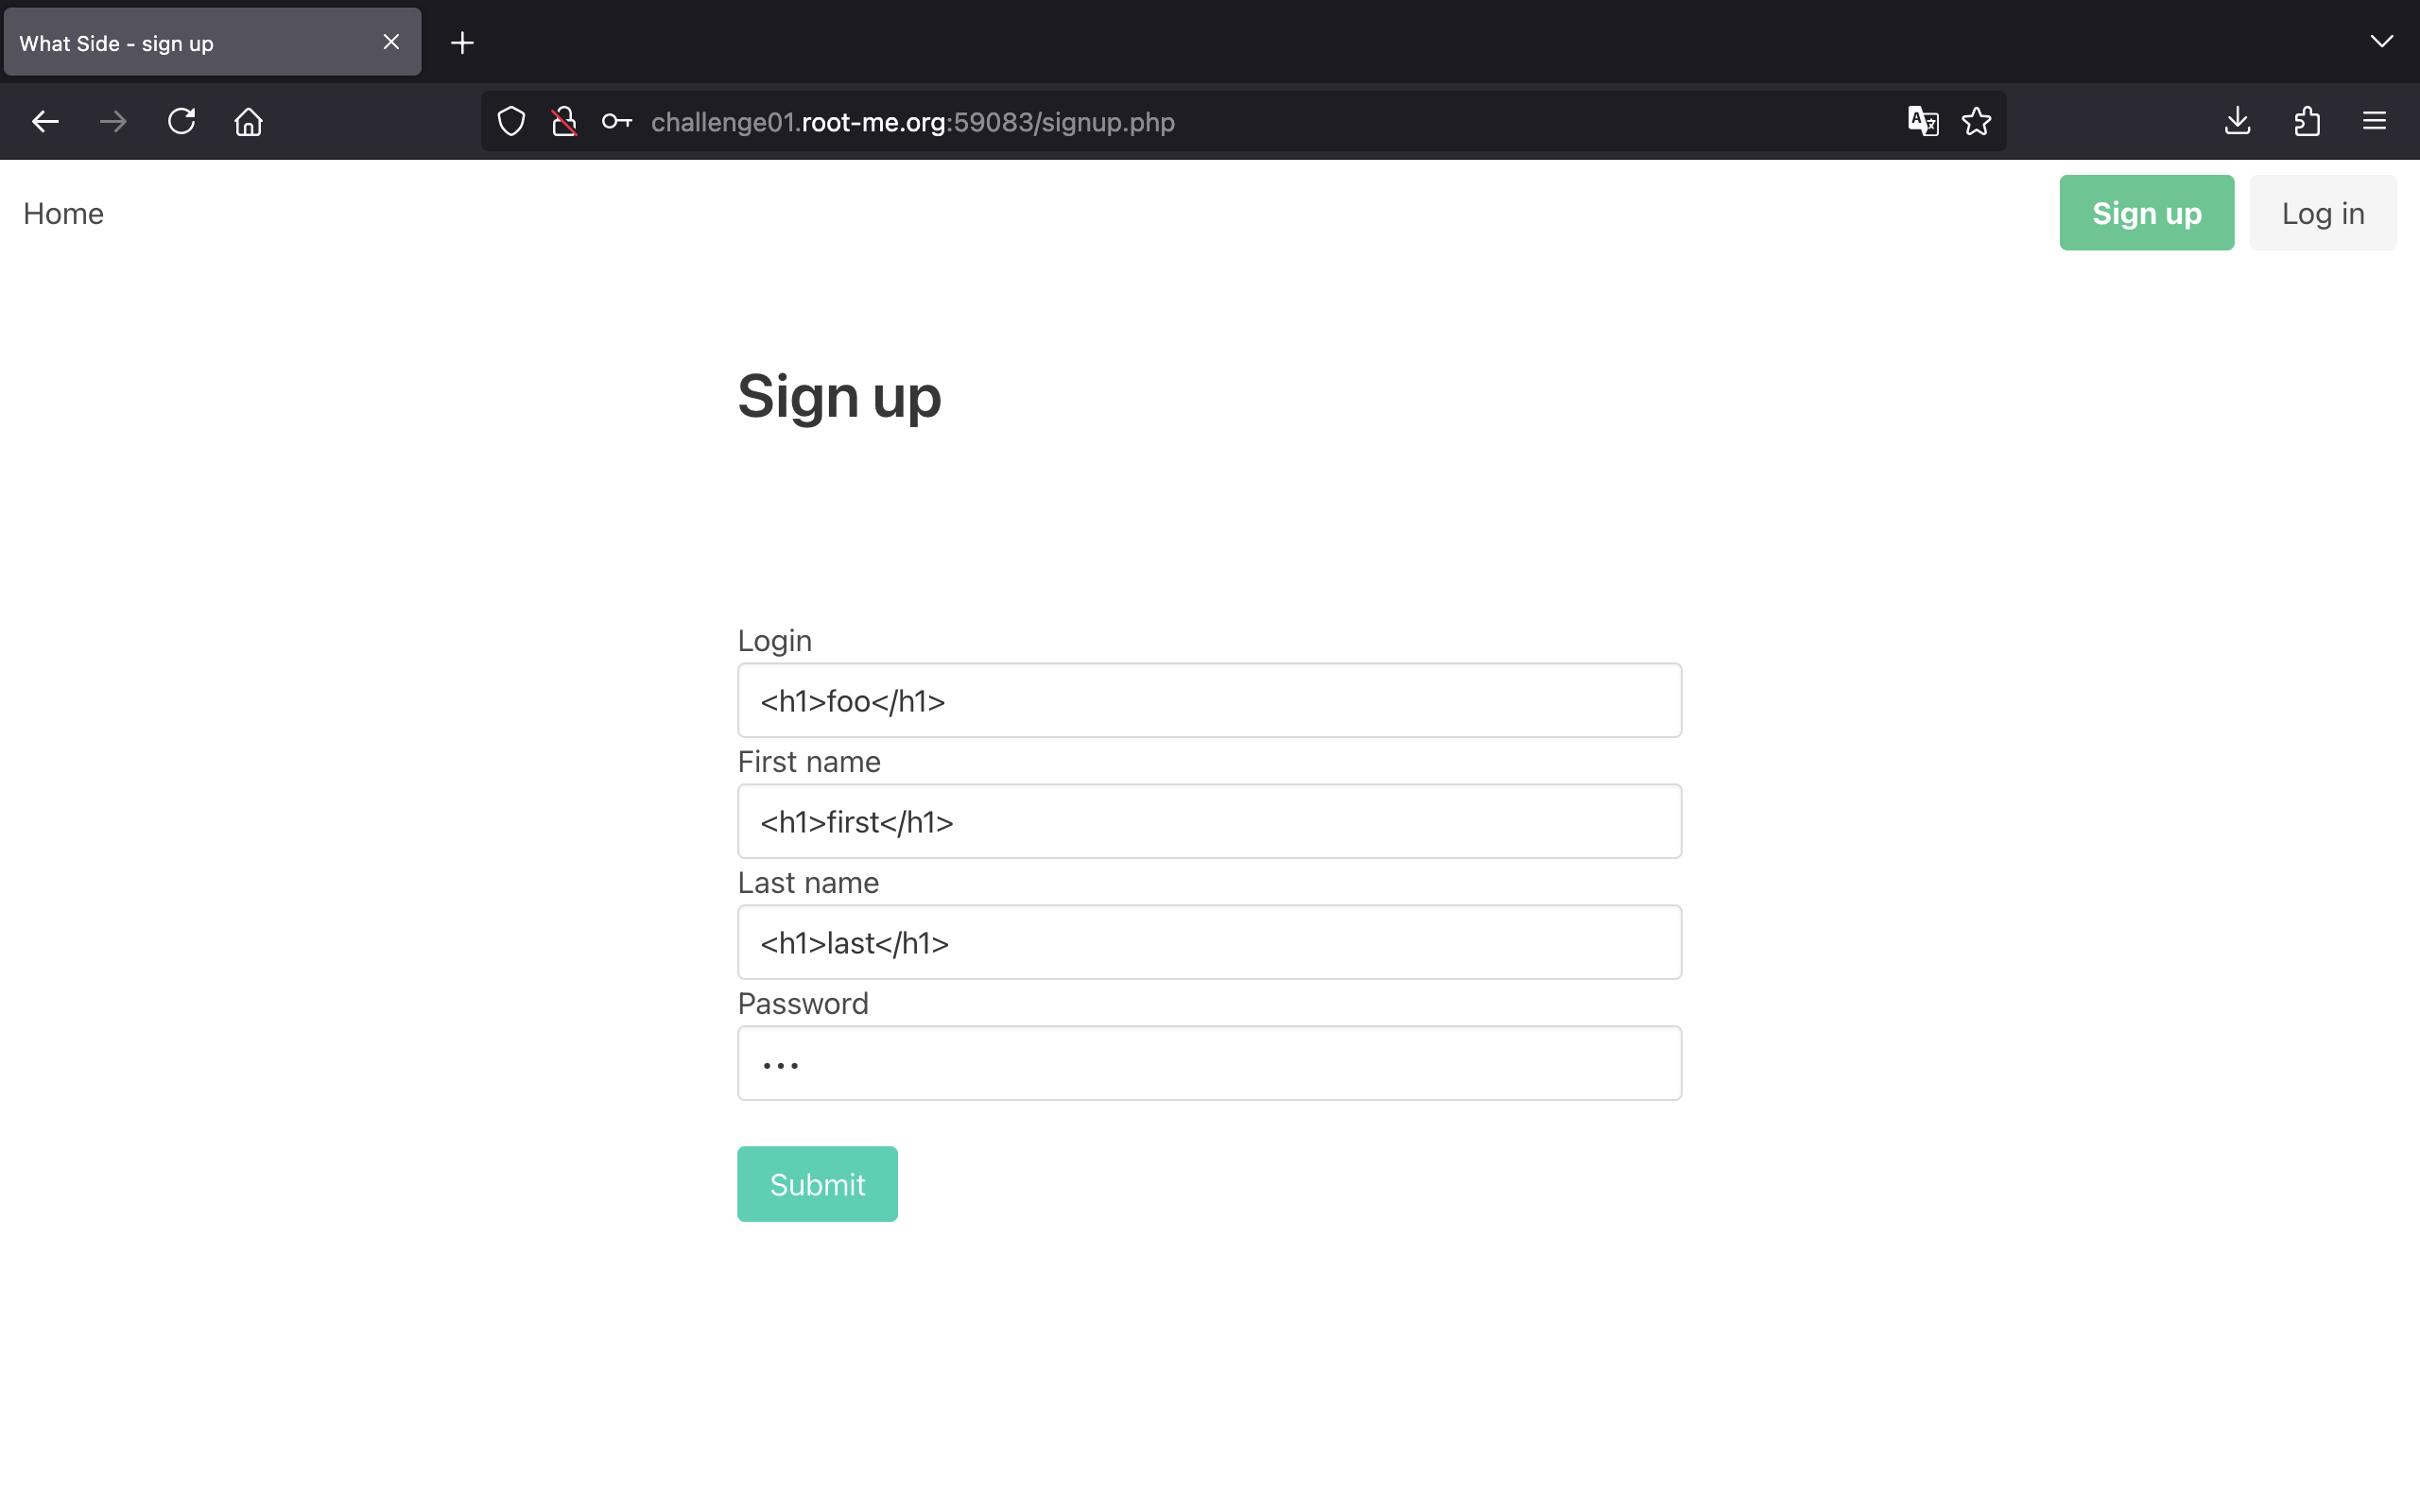 What Side - sign up
challenge01.root-me.org:59083/signup.php
Home
Sign up
Log in
Sign up
Login
<h1>foo</h1>
First name
<h1>first</h1>
Last name
<h1>last</h1>
Password
•••
Submit